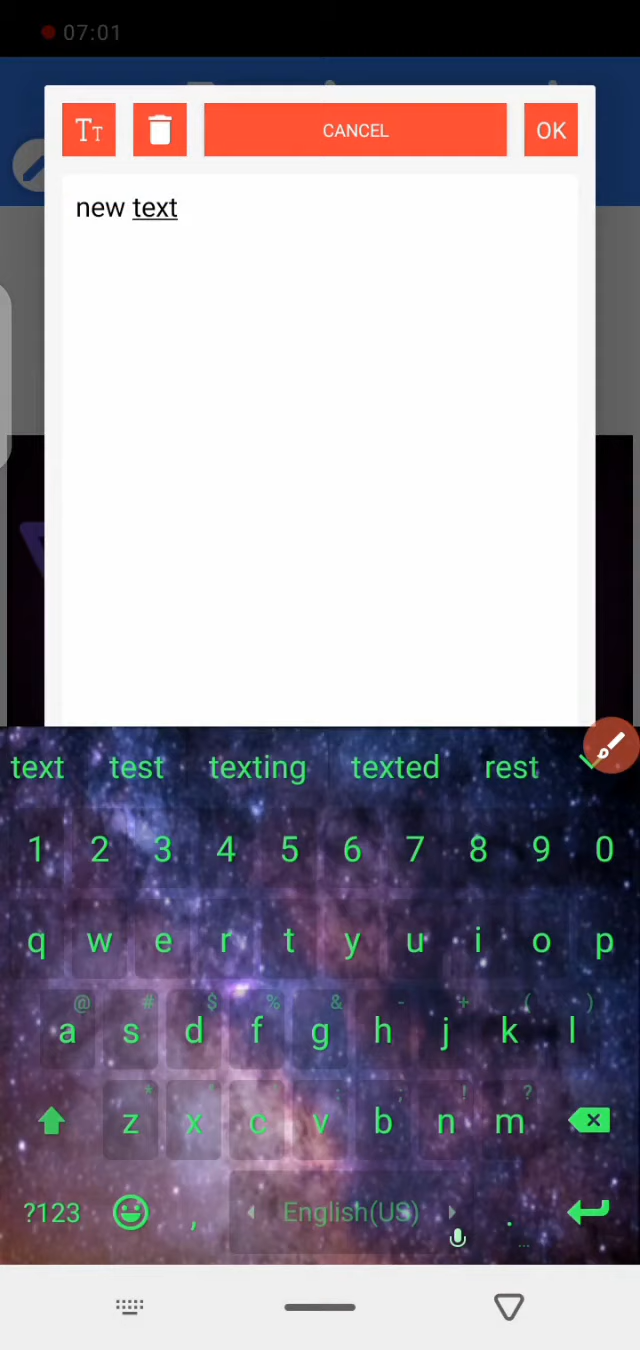 07:01
TT CANCEL OK
new text
text test texting texted rest
1 2 3 4 5 6 7 8 9 0
q w e r t y u i o p
@ # $ % & - + ( )
a s d f g h j k l
* : ; ! ?
z x c v b n m
?123 , English(US) .
...